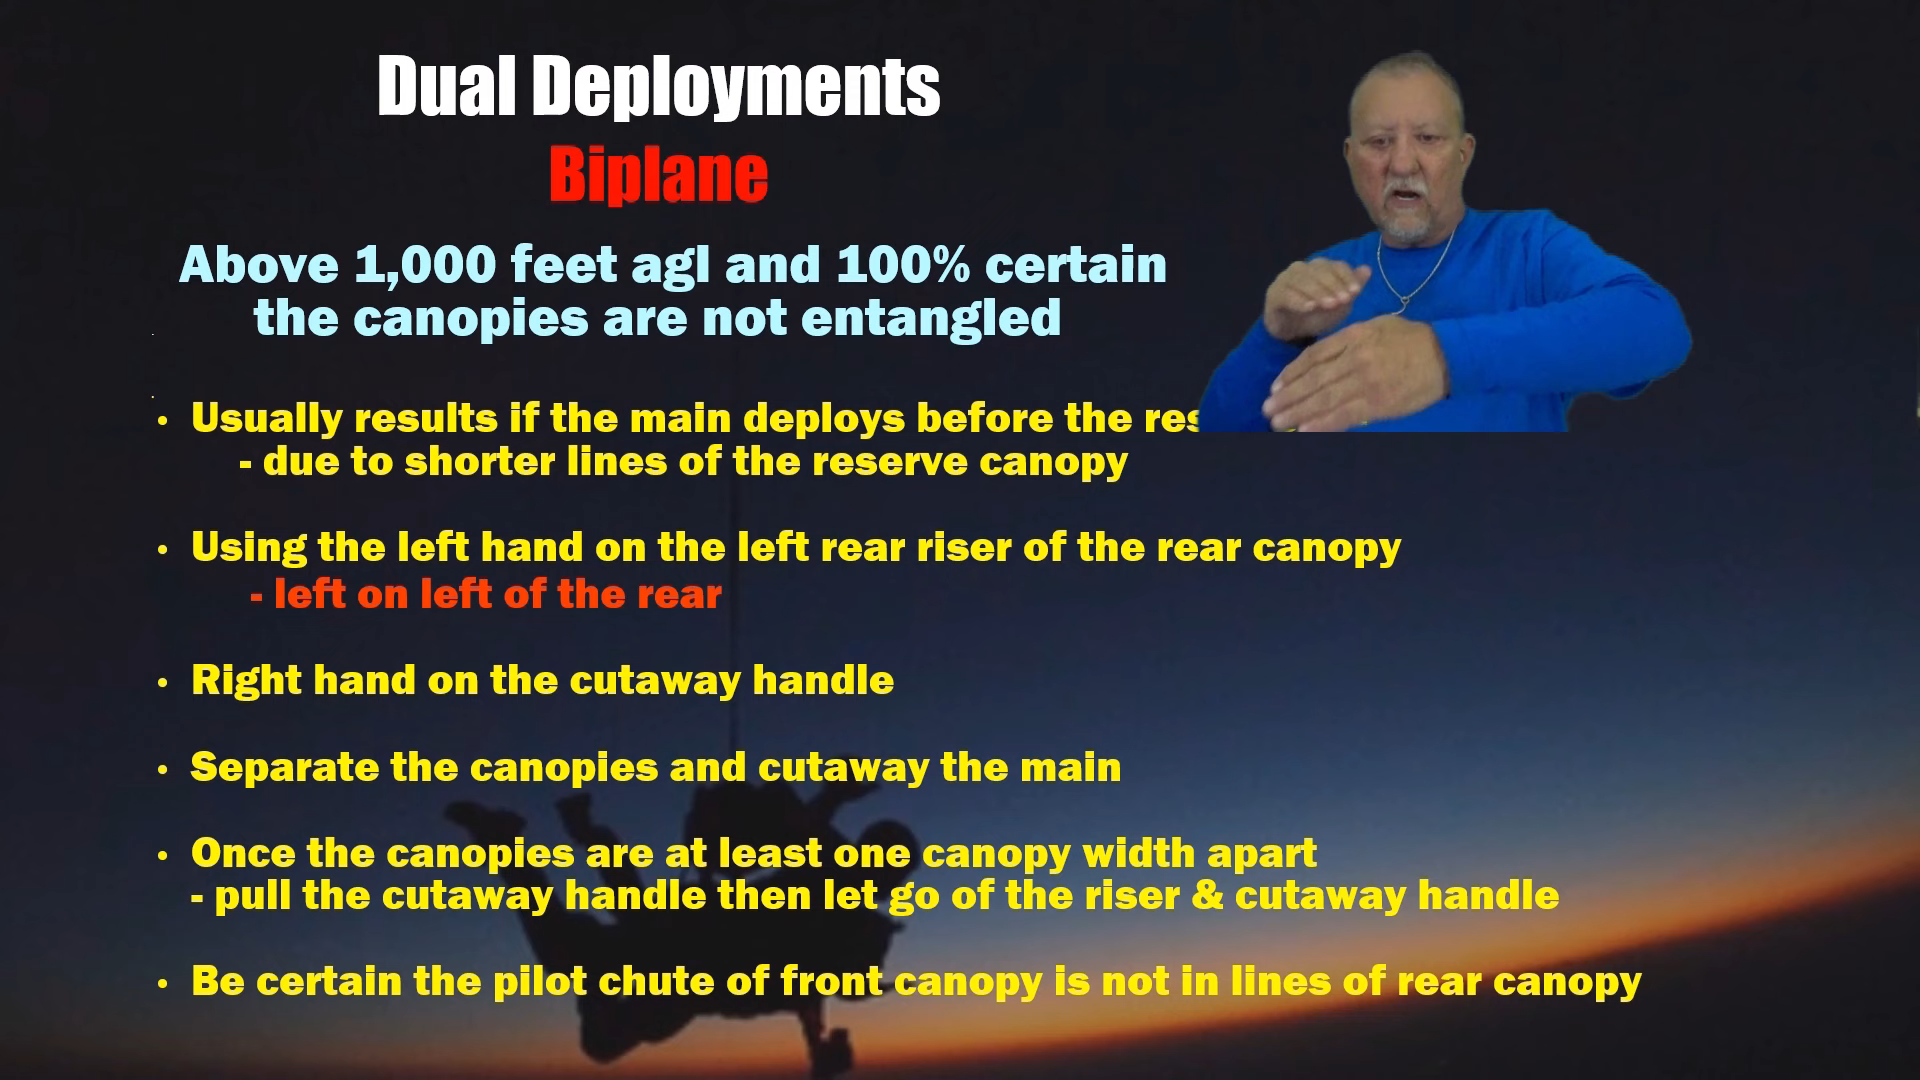 Dual Deployments
Biplane
Above 1,000 feet agl and 100% certain
the canopies are not entangled
• Usually results if the main deploys before the res
- due to shorter lines of the reserve canopy
• Using the left hand on the left rear riser of the rear canopy
- left on left of the rear
• Right hand on the cutaway handle
• Separate the canopies and cutaway the main
• Once the canopies are at least one canopy width apart
- pull the cutaway handle then let go of the riser & cutaway handle
• Be certain the pilot chute of front canopy is not in lines of rear canopy